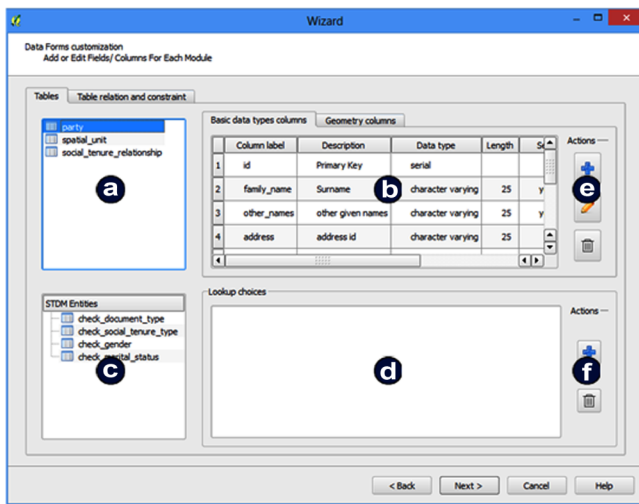 Wizard
Data Forms customization
Add or Edit Fields/ Columns For Each Module
Tables
Table relation and constraint
party
spatial_unit
social_tenure_relationship
a
Basic data types columns
Geometry columns
Column label Description Data type Length
1 id Primary Key serial
2 family_name Surname character varying 25 y
3 other_names other given names character varying 25 y
4 address address id character varying 25
b
Actions
e
STDM Entities
check_document_type
check_social_tenure_type
check_gender
check_marital_status
c
Lookup choices
d
Actions
f
< Back
Next >
Cancel
Help